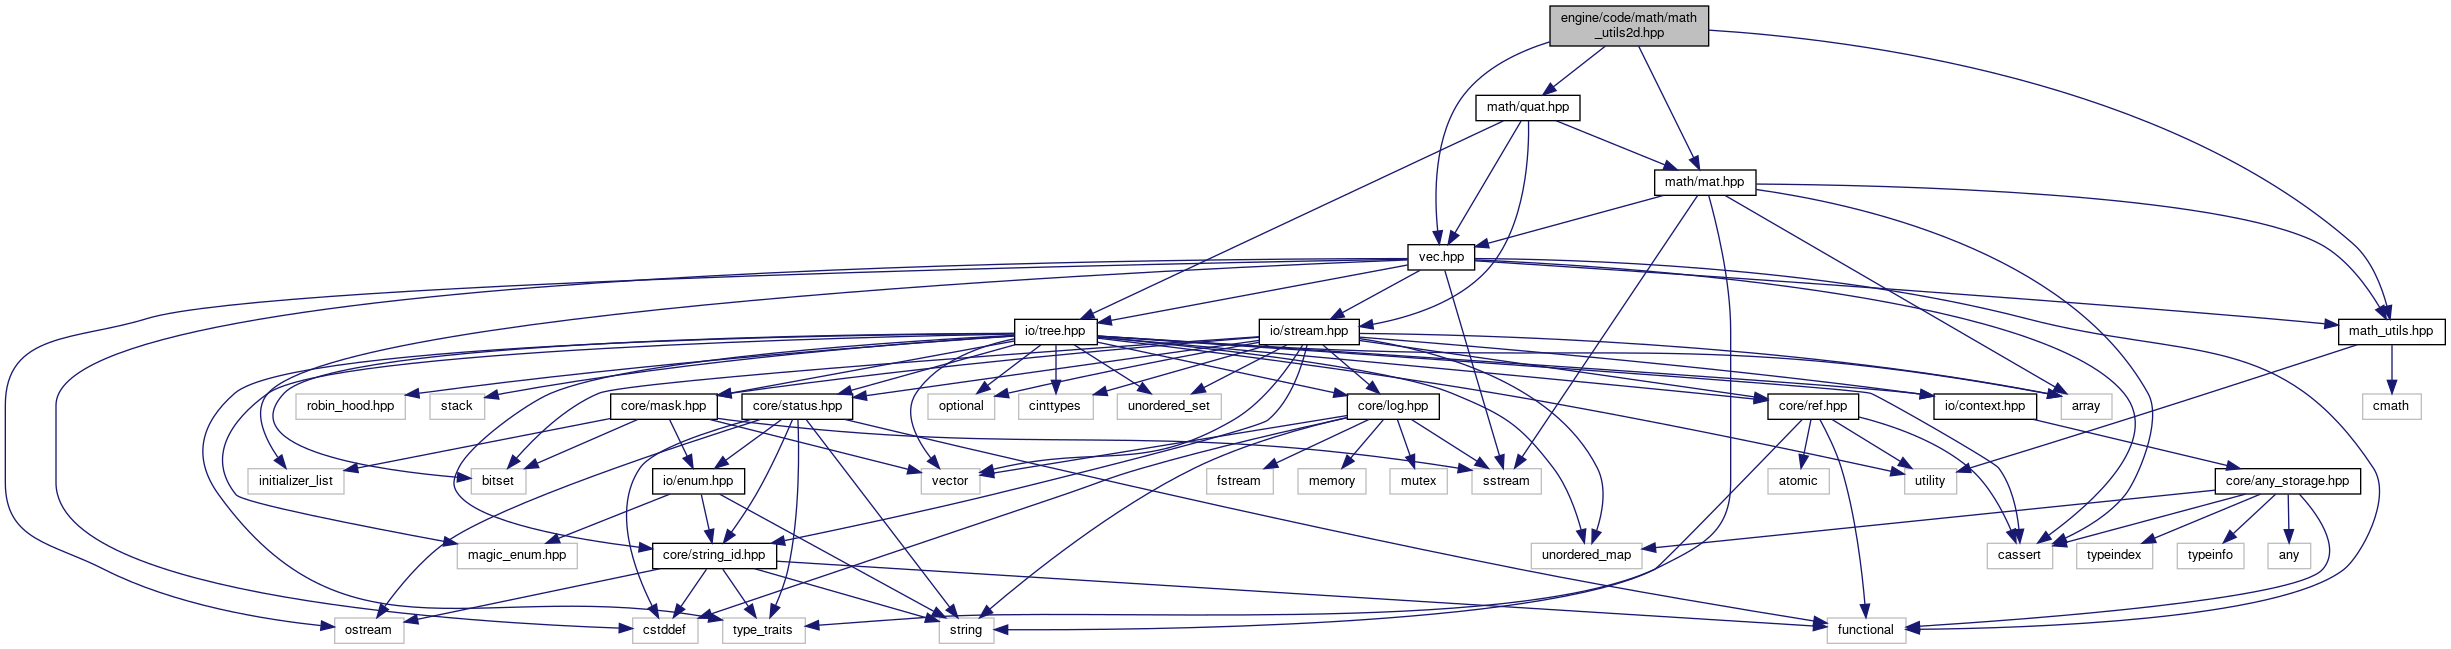 engine/code/math/math
_utils2d.hpp
math/quat.hpp
math/mat.hpp
vec.hpp
io/tree.hpp
io/stream.hpp
math_utils.hpp
robin_hood.hpp
stack
core/mask.hpp
core/status.hpp
optional
cinttypes
unordered_set
core/log.hpp
core/ref.hpp
io/context.hpp
array
cmath
initializer_list
bitset
io/enum.hpp
vector
fstream
memory
mutex
sstream
atomic
utility
core/any_storage.hpp
magic_enum.hpp
core/string_id.hpp
unordered_map
cassert
typeindex
typeinfo
any
ostream
cstddef
type_traits
string
functional